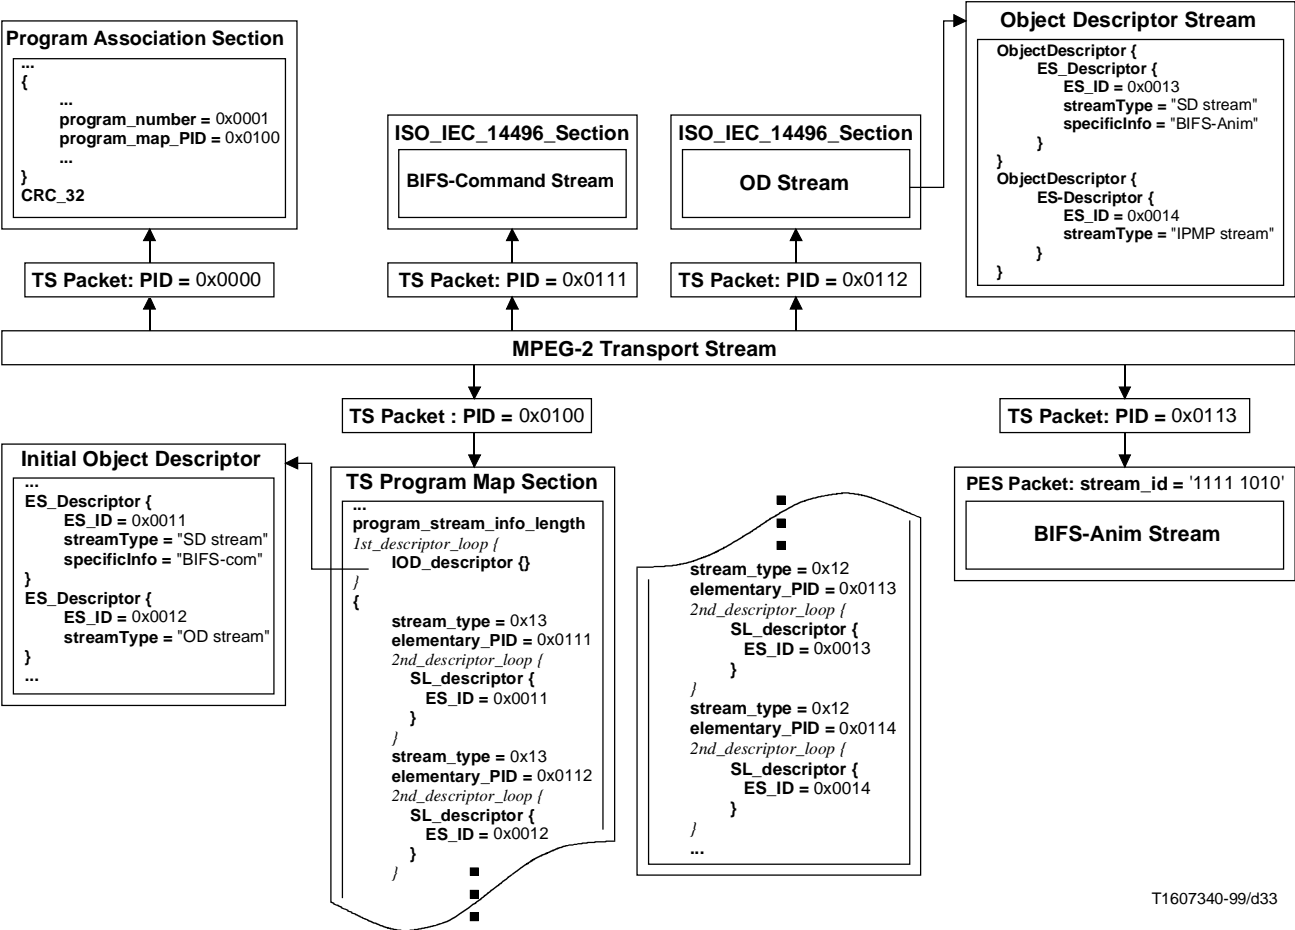 Program Association Section
...
{
...
program_number = 0x0001
program_map_PID = 0x0100
...
}
CRC_32
TS Packet: PID = 0x0000
ISO_IEC_14496_Section
BIFS-Command Stream
TS Packet: PID = 0x0111
ISO_IEC_14496_Section
OD Stream
TS Packet: PID = 0x0112
Object Descriptor Stream
ObjectDescriptor {
ES_Descriptor {
ES_ID = 0x0013
streamType = "SD stream"
specificInfo = "BIFS-Anim"
}
}
ObjectDescriptor {
ES-Descriptor {
ES_ID = 0x0014
streamType = "IPMP stream"
}
}
MPEG-2 Transport Stream
TS Packet : PID = 0x0100
TS Packet: PID = 0x0113
Initial Object Descriptor
...
ES_Descriptor {
ES_ID = 0x0011
streamType = "SD stream"
specificInfo = "BIFS-com"
}
ES_Descriptor {
ES_ID = 0x0012
streamType = "OD stream"
}
...
TS Program Map Section
...
program_stream_info_length
1st_descriptor_loop {
IOD_descriptor {}
}
{
stream_type = 0x13
elementary_PID = 0x0111
2nd_descriptor_loop {
SL_descriptor {
ES_ID = 0x0011
}
}
stream_type = 0x13
elementary_PID = 0x0112
2nd_descriptor_loop {
SL_descriptor {
ES_ID = 0x0012
}
}
stream_type = 0x12
elementary_PID = 0x0113
2nd_descriptor_loop {
SL_descriptor {
ES_ID = 0x0013
}
}
stream_type = 0x12
elementary_PID = 0x0114
2nd_descriptor_loop {
SL_descriptor {
ES_ID = 0x0014
}
}
...
PES Packet: stream_id = '1111 1010'
BIFS-Anim Stream
T1607340-99/d33